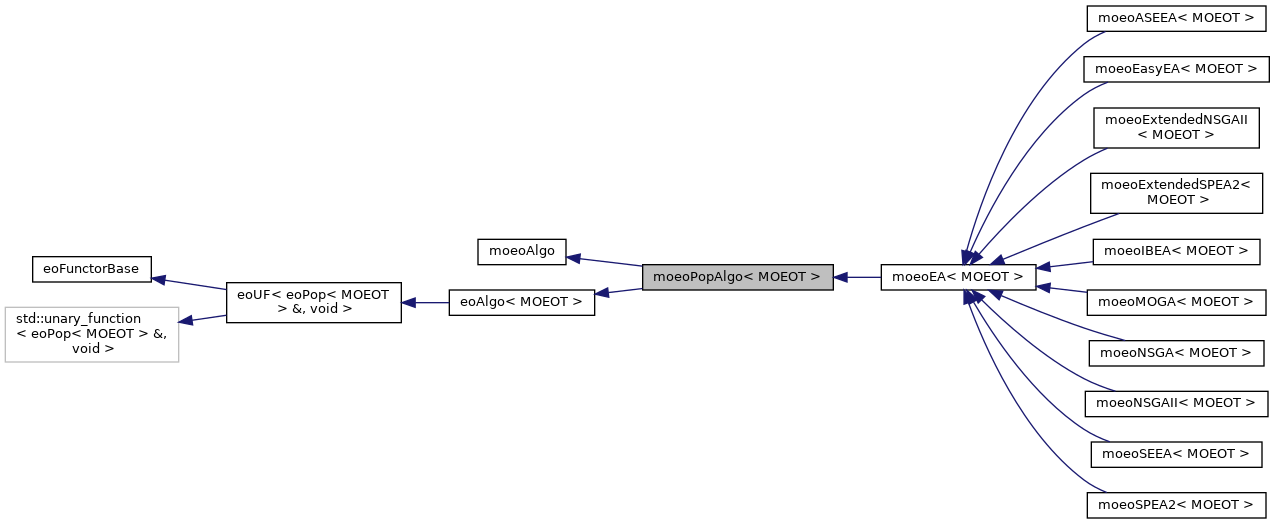 eoFunctorBase
std::unary_function
< eoPop< MOEOT > &,
void >
eoUF< eoPop< MOEOT
> &, void >
moeoAlgo
eoAlgo< MOEOT >
moeoPopAlgo< MOEOT >
moeoEA< MOEOT >
moeoASEEA< MOEOT >
moeoEasyEA< MOEOT >
moeoExtendedNSGAII
< MOEOT >
moeoExtendedSPEA2<
MOEOT >
moeoIBEA< MOEOT >
moeoMOGA< MOEOT >
moeoNSGA< MOEOT >
moeoNSGAII< MOEOT >
moeoSEEA< MOEOT >
moeoSPEA2< MOEOT >